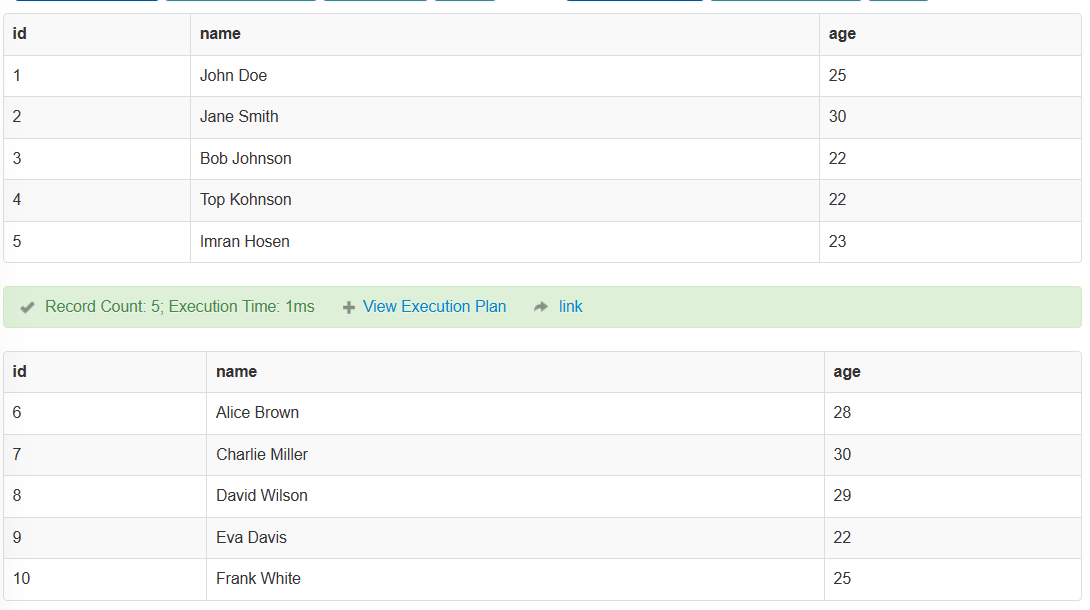 id name age
1 John Doe 25
2 Jane Smith 30
3 Bob Johnson 22
4 Top Kohnson 22
5 Imran Hosen 23
Record Count: 5; Execution Time: 1ms View Execution Plan link
id name age
6 Alice Brown 28
7 Charlie Miller 30
8 David Wilson 29
9 Eva Davis 22
10 Frank White 25